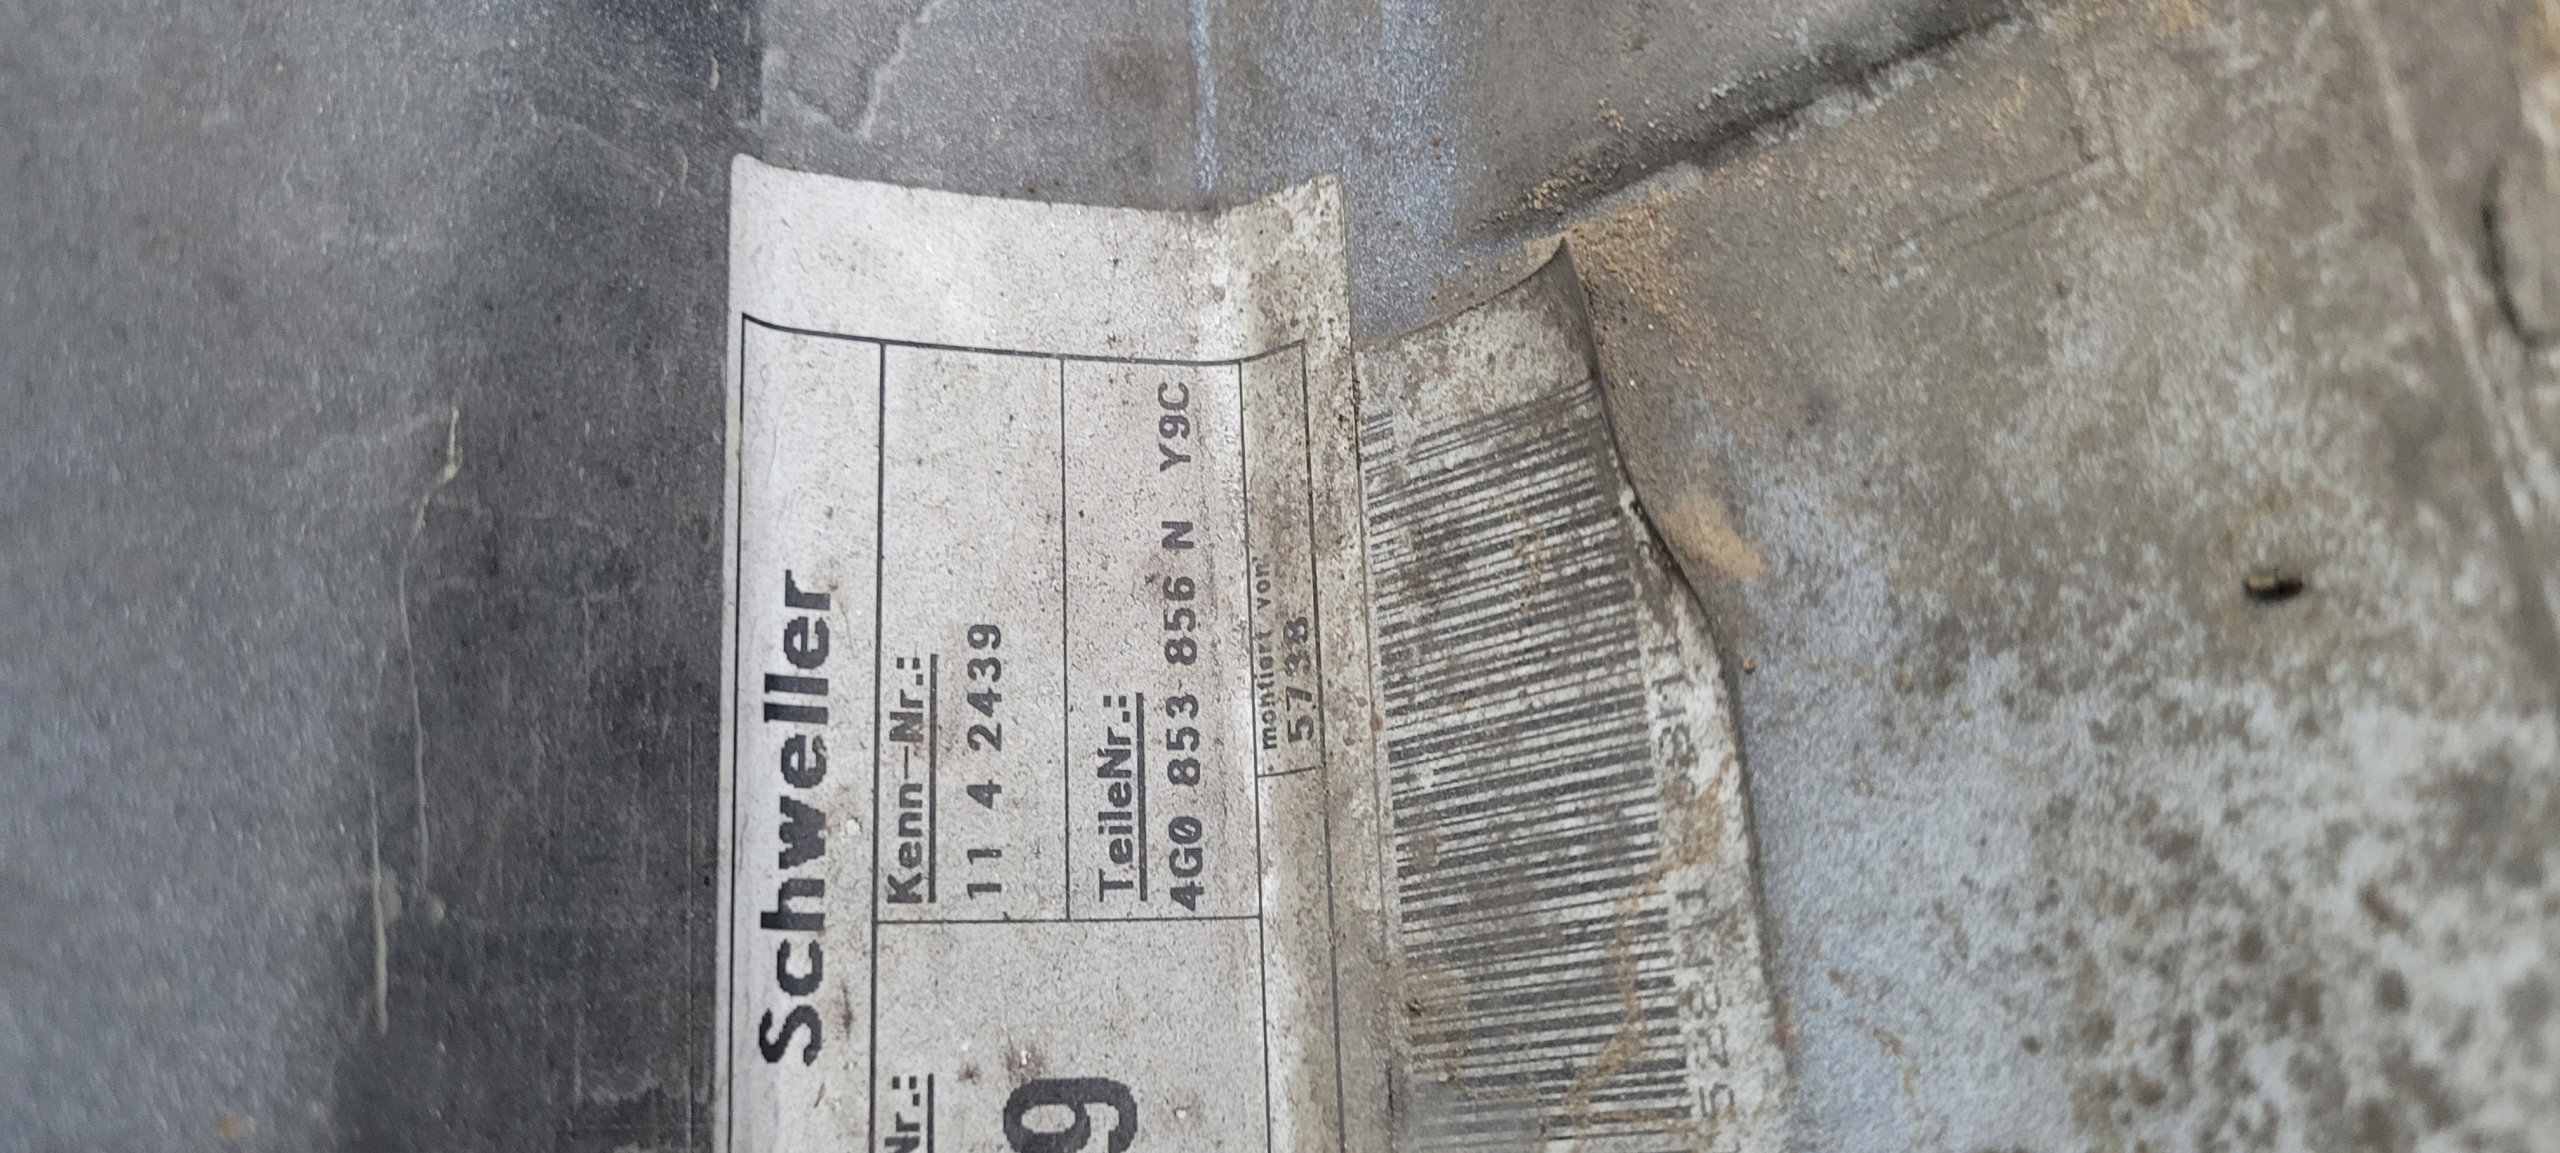 Schweller
Kenn-Nr.:
11 4 2439
Nr.:
9
TeileNr.:
4G0 853 856 N Y9C
montiert von:
5738